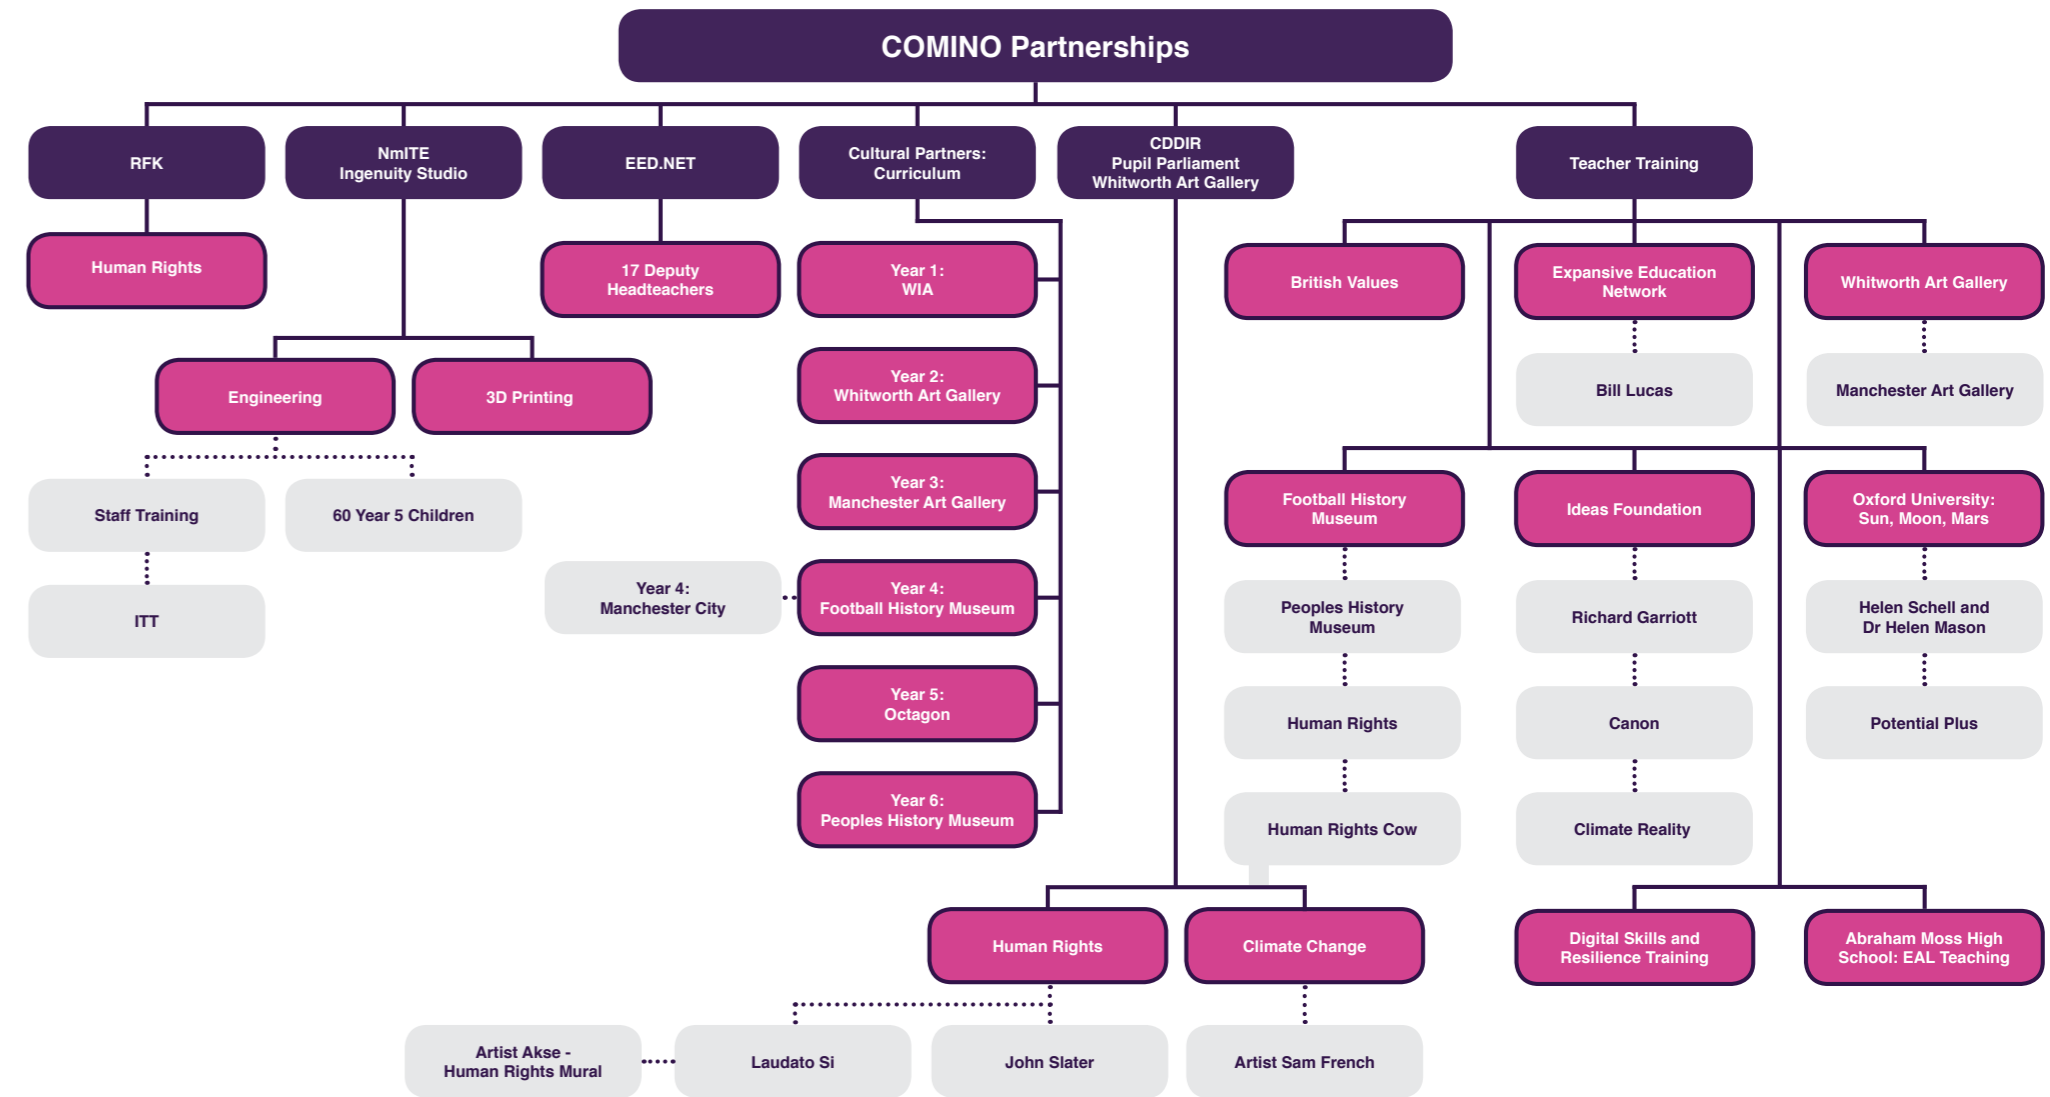 COMINO Partnerships
RFK
NmITE
Ingenuity Studio
EED.NET
Cultural Partners:
Curriculum
CDDIR
Pupil Parliament
Whitworth Art Gallery
Teacher Training
Human Rights
17 Deputy
Headteachers
Engineering
3D Printing
Staff Training
60 Year 5 Children
ITT
Year 1:
WIA
Year 2:
Whitworth Art Gallery
Year 3:
Manchester Art Gallery
Year 4:
Manchester City
Year 4:
Football History Museum
Year 5:
Octagon
Year 6:
Peoples History Museum
British Values
Expansive Education
Network
Whitworth Art Gallery
Bill Lucas
Manchester Art Gallery
Football History
Museum
Ideas Foundation
Oxford University:
Sun, Moon, Mars
Peoples History
Museum
Richard Garriott
Helen Schell and
Dr Helen Mason
Human Rights
Canon
Potential Plus
Human Rights Cow
Climate Reality
Human Rights
Climate Change
Digital Skills and
Resilience Training
Abraham Moss High
School: EAL Teaching
Artist Akse -
Human Rights Mural
Laudato Si
John Slater
Artist Sam French